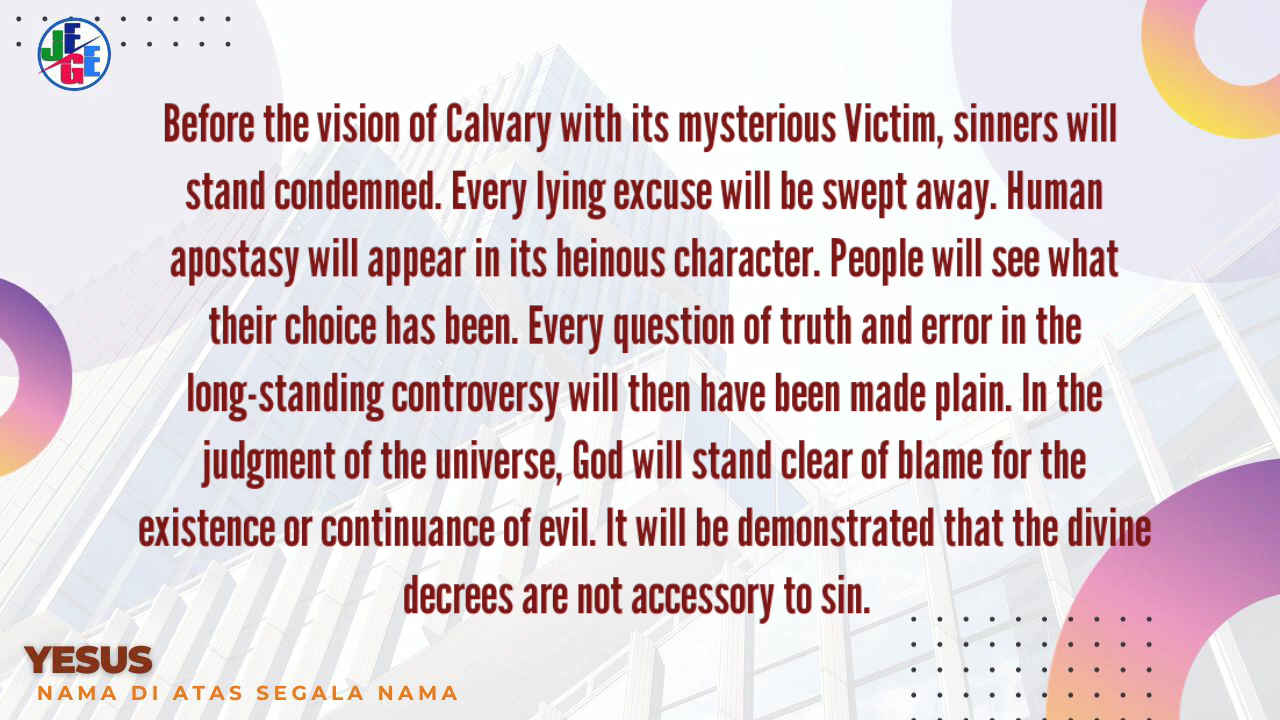 JEGE
Before the vision of Calvary with its mysterious Victim, sinners will
stand condemned. Every lying excuse will be swept away. Human
apostasy will appear in its heinous character. People will see what
their choice has been. Every question of truth and error in the
long-standing controversy will then have been made plain. In the
judgment of the universe, God will stand clear of blame for the
existence or continuance of evil. It will be demonstrated that the divine
decrees are not accessory to sin.
YESUS
NAMA DI ATAS SEGALA NAMA